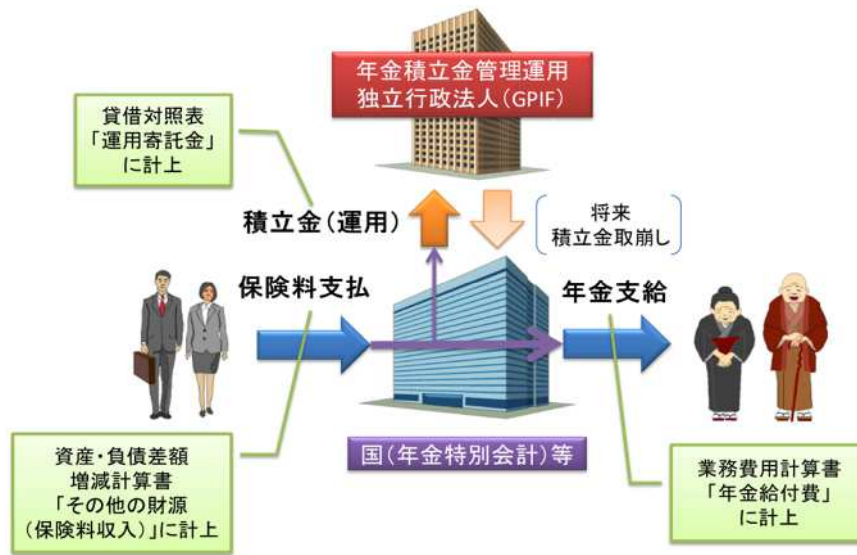 年金積立金管理運用
独立行政法人(GPIF)
貸借対照表
「運用寄託金」
に計上
積立金(運用)
将来
積立金取崩し
保険料支払
年金支給
国(年金特別会計)等
資産・負債差額
増減計算書
「その他の財源
(保険料収入)」に計上
業務費用計算書
「年金給付費」
に計上